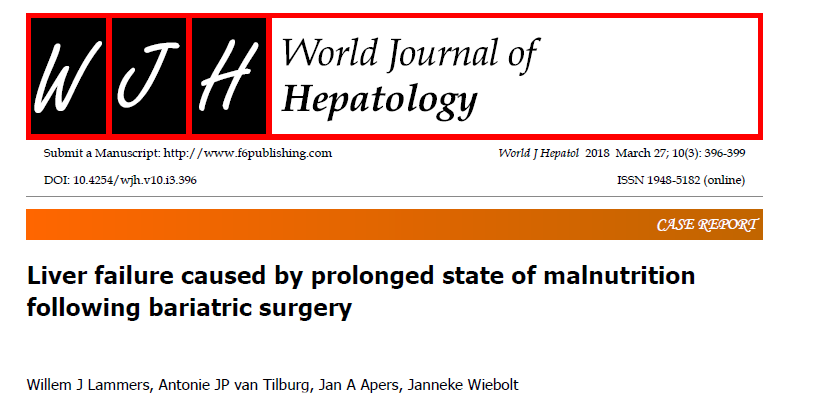 W J H
World Journal of
Hepatology
Submit a Manuscript: http://www.f6publishing.com
World J Hepatol 2018 March 27; 10(3): 396-399
DOI: 10.4254/wjh.v10.i3.396
ISSN 1948-5182 (online)
CASE REPORT
Liver failure caused by prolonged state of malnutrition
following bariatric surgery
Willem J Lammers, Antonie JP van Tilburg, Jan A Apers, Janneke Wiebolt